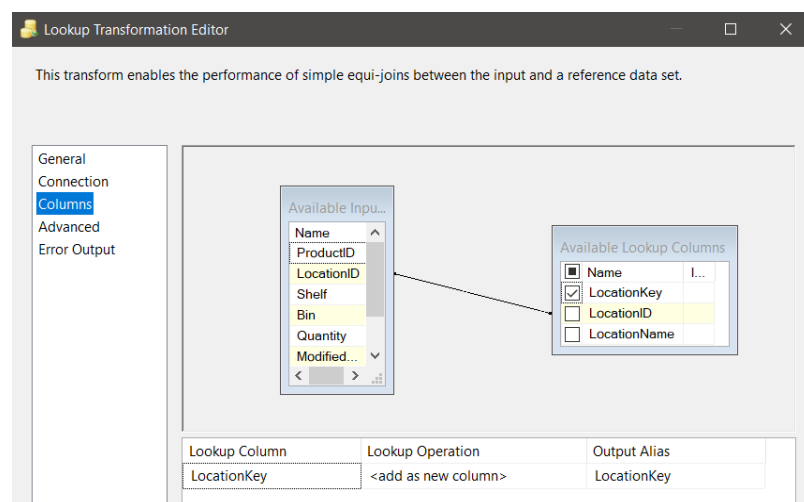 Lookup Transformation Editor
This transform enables the performance of simple equi-joins between the input and a reference data set.
General
Connection
Columns
Advanced
Error Output
Available Inpu...
Name
ProductID
LocationID
Shelf
Bin
Quantity
Modified...
Available Lookup Columns
Name I...
LocationKey
LocationID
LocationName
Lookup Column Lookup Operation Output Alias
LocationKey <add as new column> LocationKey